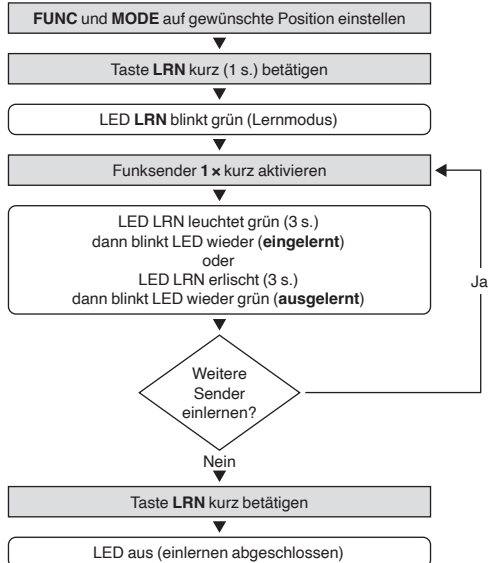 FUNC und MODE auf gewünschte Position einstellen
Taste LRN kurz (1 s.) betätigen
LED LRN blinkt grün (Lernmodus)
Funksender 1 × kurz aktivieren
LED LRN leuchtet grün (3 s.)
dann blinkt LED wieder (eingelernt)
oder
LED LRN erlischt (3 s.)
dann blinkt LED wieder grün (ausgelernt)
Ja
Weitere
Sender
einlernen?
Nein
Taste LRN kurz betätigen
LED aus (einlernen abgeschlossen)